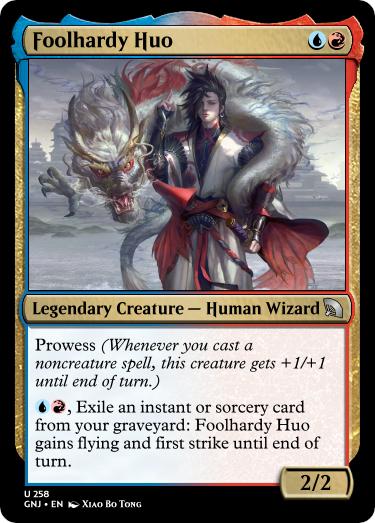 Foolhardy Huo
Legendary Creature — Human Wizard
Prowess (Whenever you cast a
noncreature spell, this creature gets +1/+1
until end of turn.)
, Exile an instant or sorcery card
from your graveyard: Foolhardy Huo
gains flying and first strike until end of
turn.
2/2
U 258
GNJ • EN Xiao Bo Tong